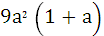 9a² (1 + a)